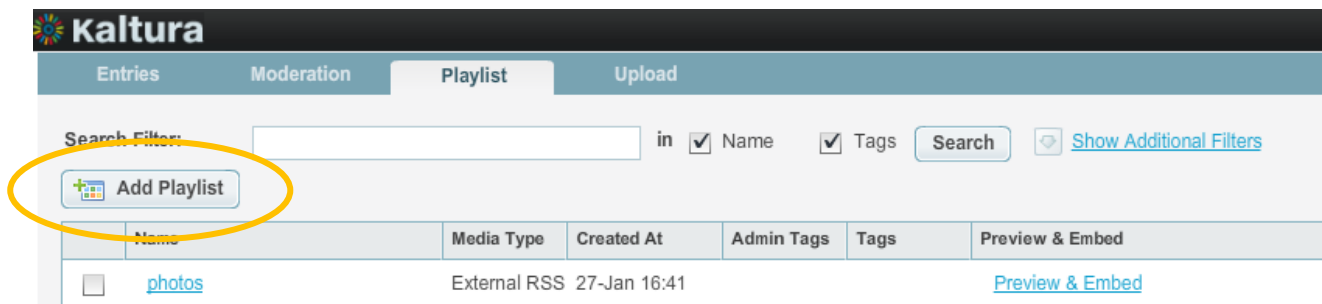 Kaltura
Entries Moderation Playlist Upload
Search Filter: in Name Tags Search Show Additional Filters
Add Playlist
Name Media Type Created At Admin Tags Tags Preview & Embed
photos External RSS 27-Jan 16:41 Preview & Embed